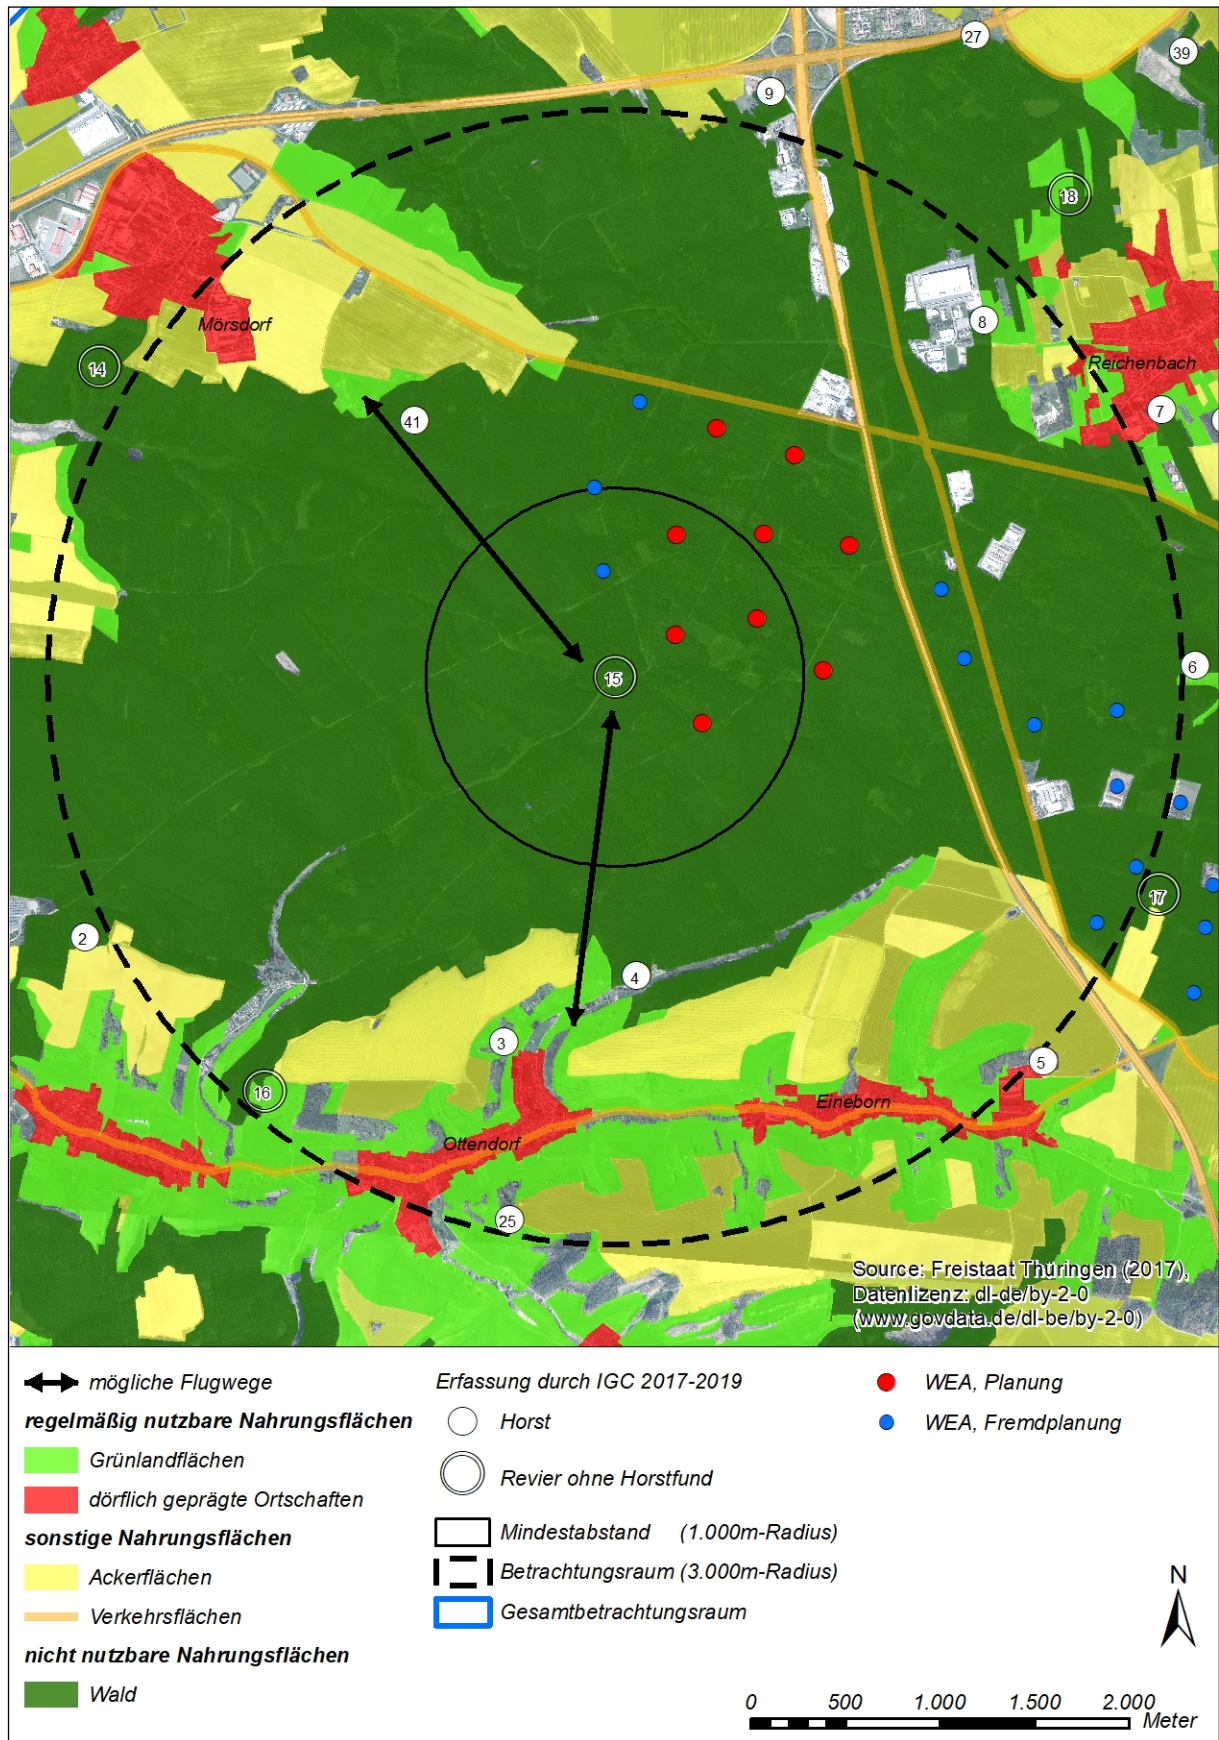 27
39
9
18
Mörsdorf
8
14
Reichenbach
7
41
15
6
17
2
4
3
5
16
Eineborn
Ottendorf
25
Source: Freistaat Thüringen (2017),
Datenlizenz: dl-de/by-2-0
(www.govdata.de/dl-be/by-2-0)
mögliche Flugwege
regelmäßig nutzbare Nahrungsflächen
Grünlandflächen
dörflich geprägte Ortschaften
sonstige Nahrungsflächen
Ackerflächen
Verkehrsflächen
nicht nutzbare Nahrungsflächen
Wald
Erfassung durch IGC 2017-2019
Horst
Revier ohne Horstfund
Mindestabstand (1.000m-Radius)
Betrachtungsraum (3.000m-Radius)
Gesamtbetrachtungsraum
WEA, Planung
WEA, Fremdplanung
N
0 500 1.000 1.500 2.000
Meter